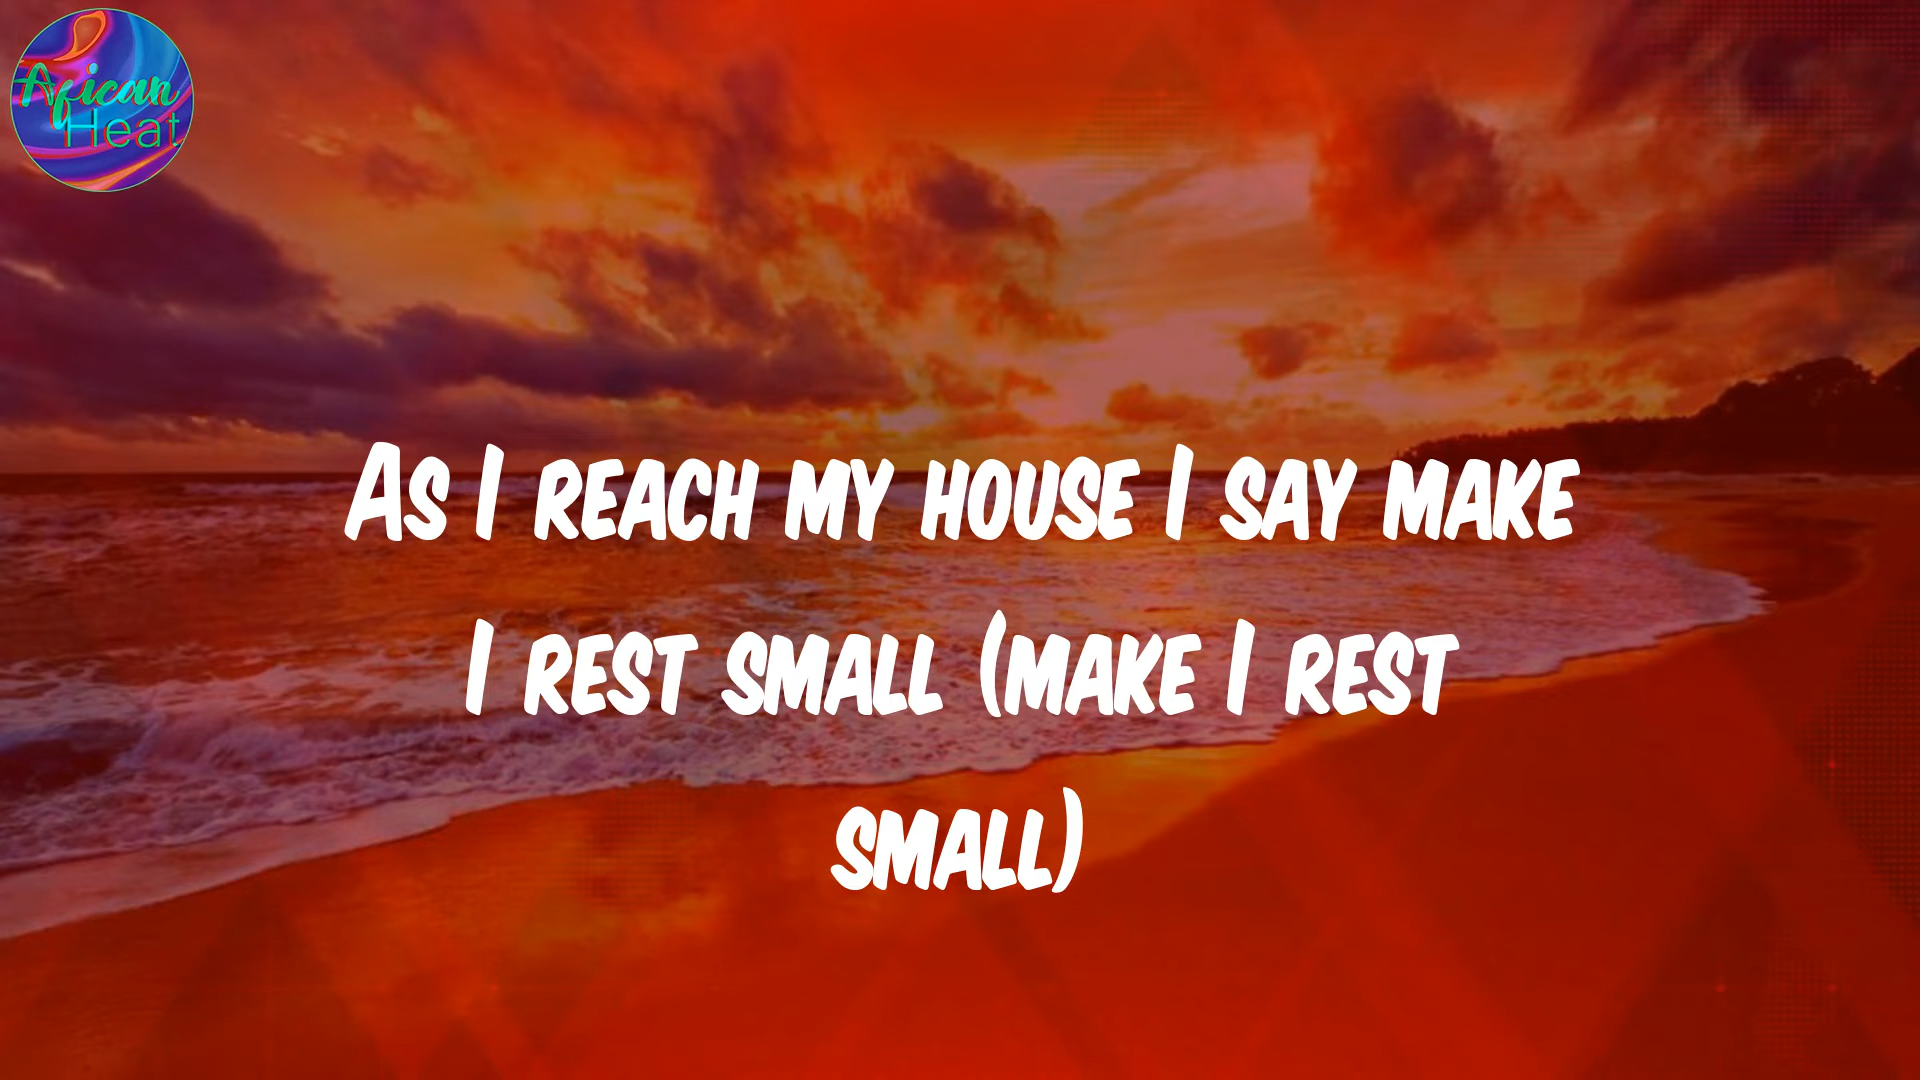 Afican
Heat
As I reach my house I say make
I rest small (make I rest
small)